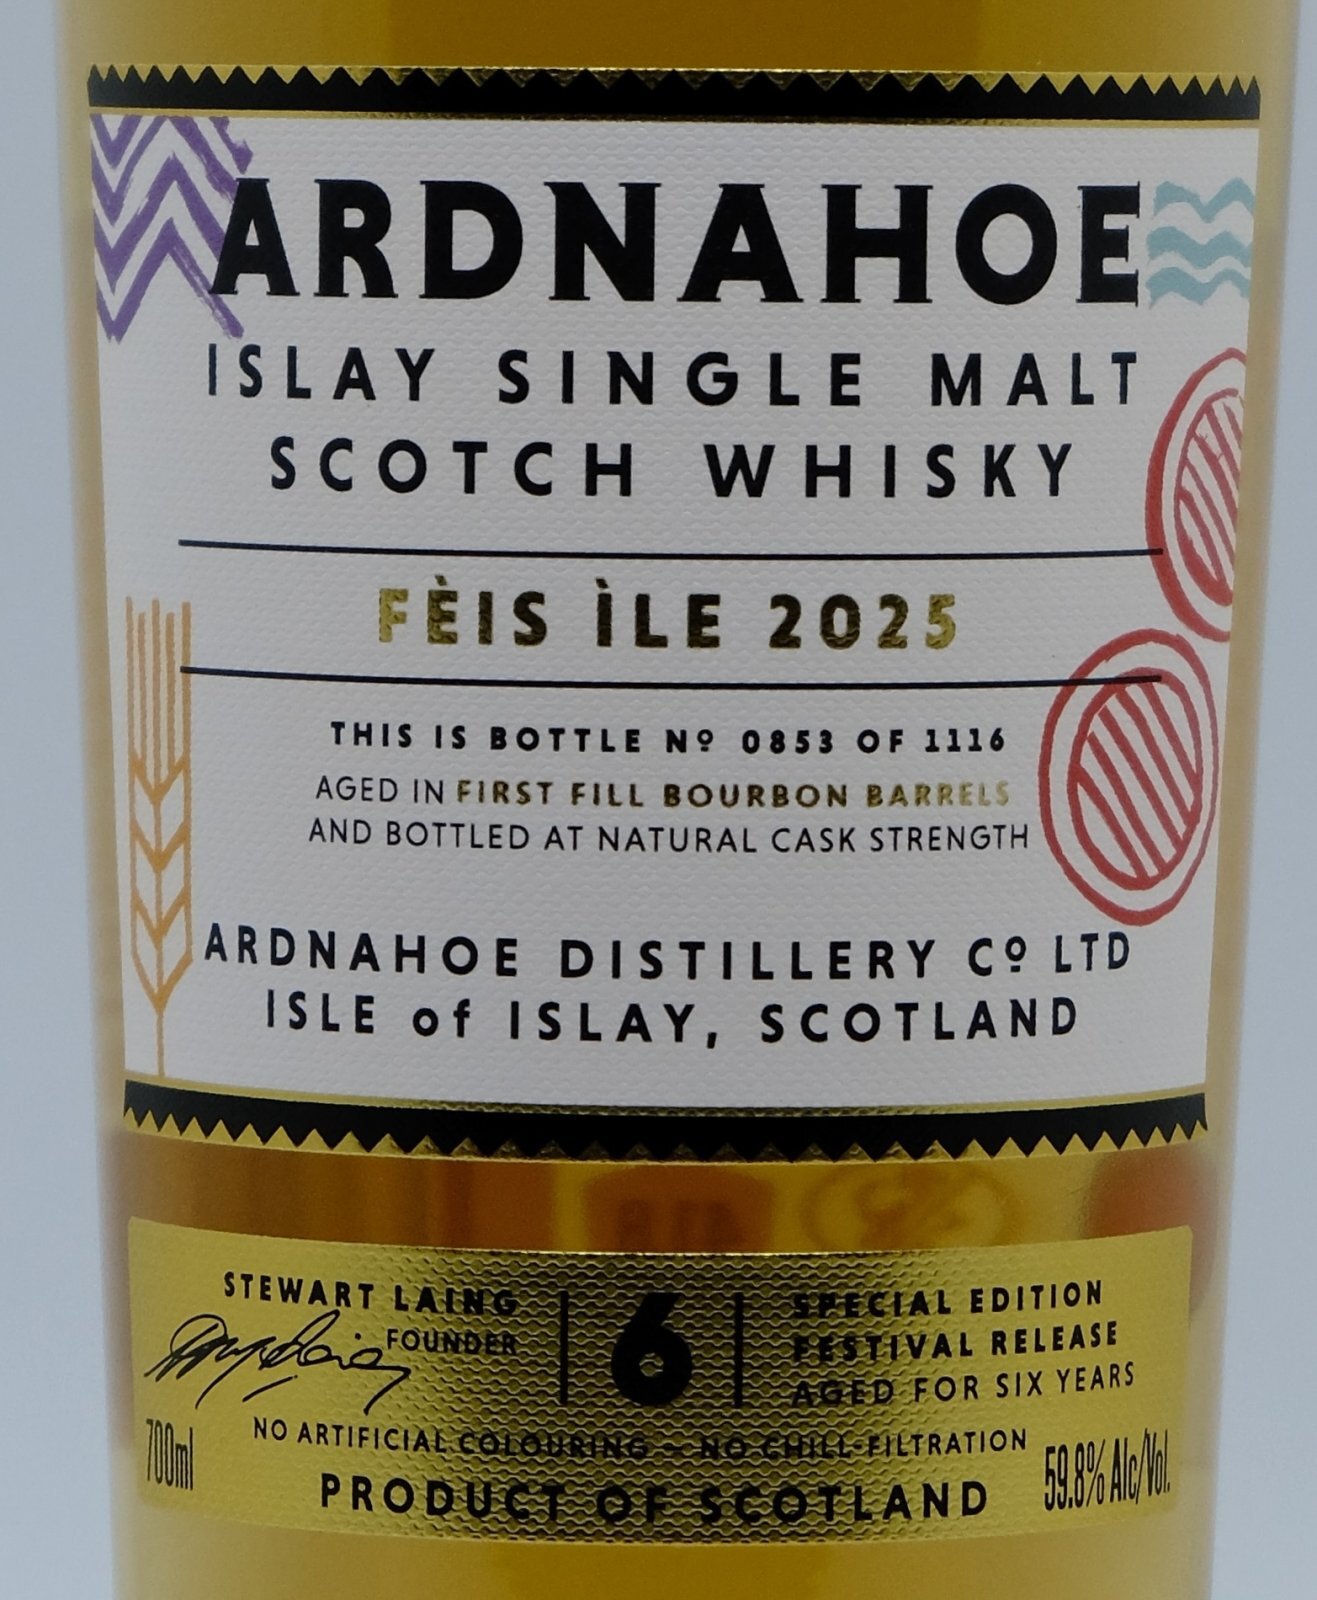 ARDNAHOE
ISLAY SINGLE MALT
SCOTCH WHISKY
FÈIS ÌLE 2025
THIS IS BOTTLE Nº 0853 OF 1116
AGED IN FIRST FILL BOURBON BARRELS
AND BOTTLED AT NATURAL CASK STRENGTH
ARDNAHOE DISTILLERY Cº LTD
ISLE of ISLAY, SCOTLAND
STEWART LAING
FOUNDER
6
SPECIAL EDITION
FESTIVAL RELEASE
AGED FOR SIX YEARS
NO ARTIFICIAL COLOURING – NO CHILL-FILTRATION
700ml
PRODUCT OF SCOTLAND
59.8% Alc/Vol.